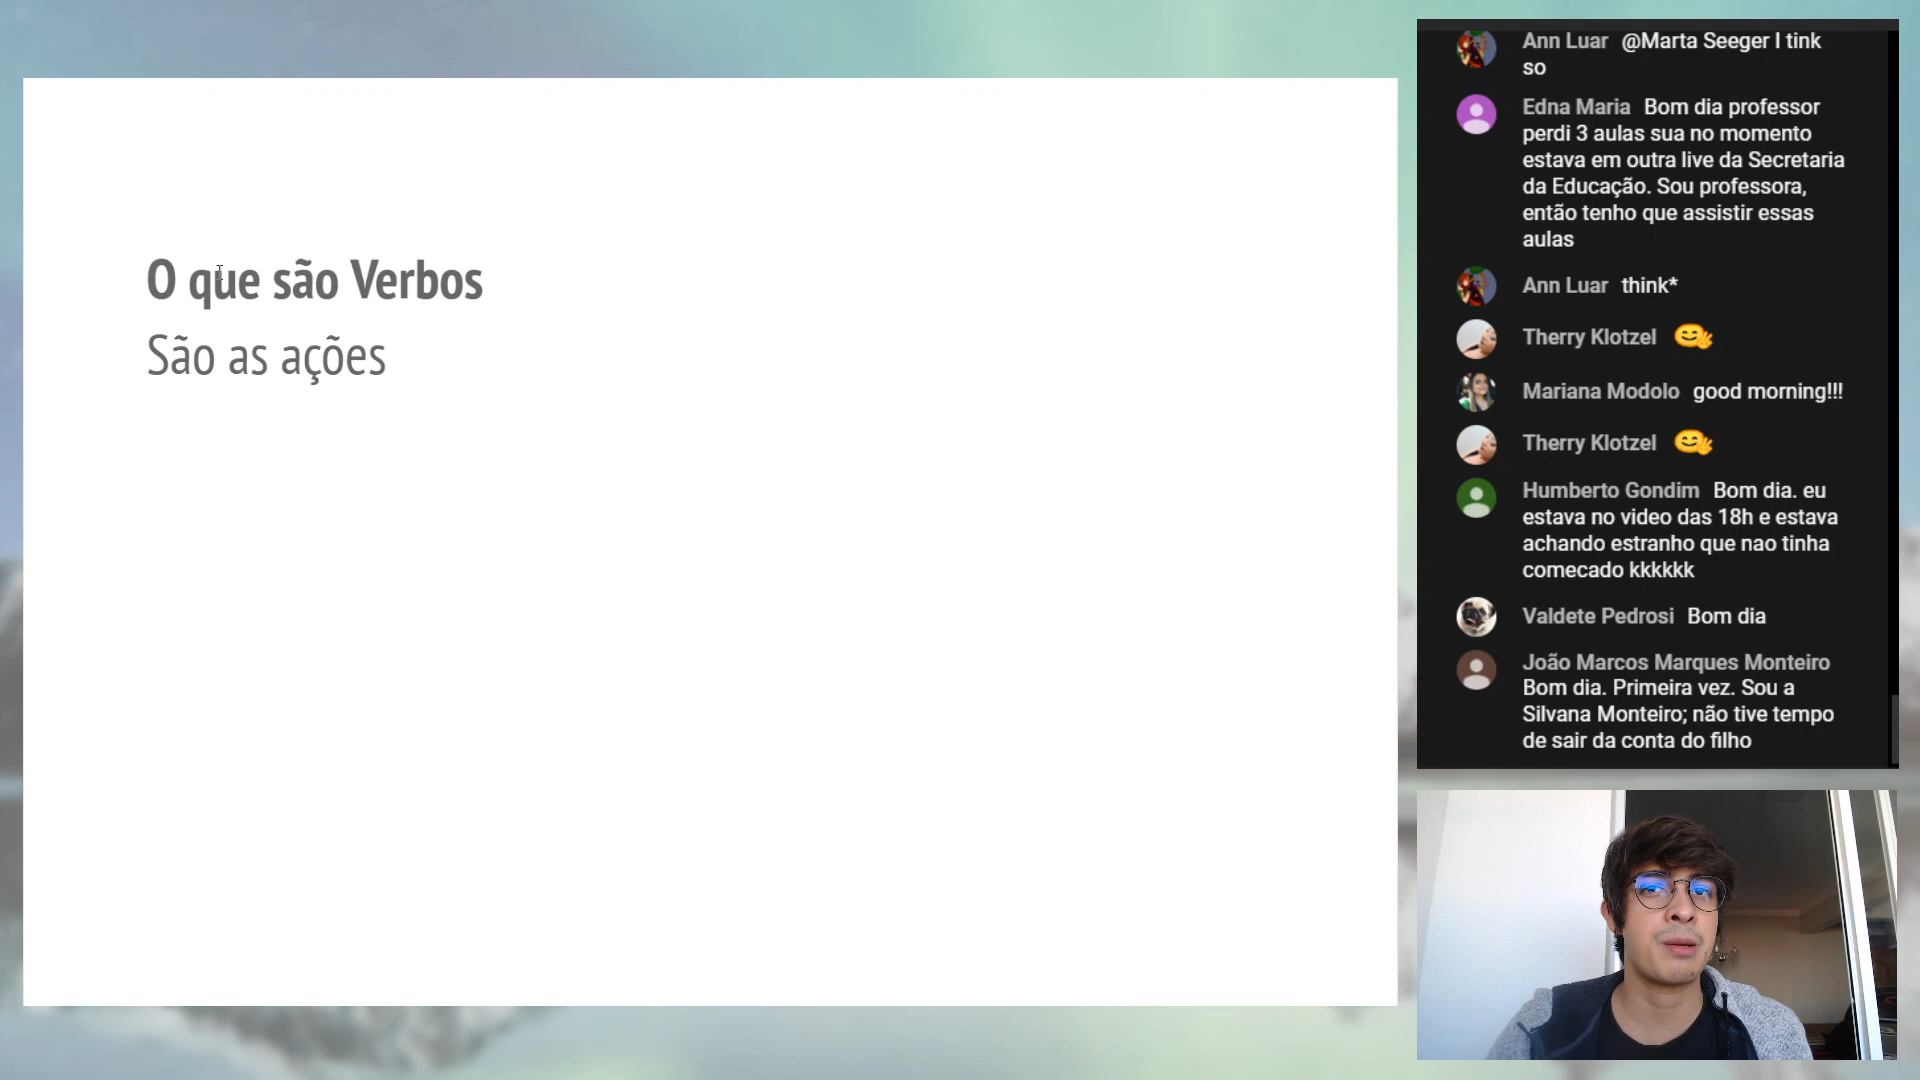 O que são Verbos
São as ações
Ann Luar @Marta Seeger I tink
so
Edna Maria Bom dia professor
perdi 3 aulas sua no momento
estava em outra live da Secretaria
da Educação. Sou professora,
então tenho que assistir essas
aulas
Ann Luar think*
Therry Klotzel
Mariana Modolo good morning!!!
Therry Klotzel
Humberto Gondim Bom dia. eu
estava no video das 18h e estava
achando estranho que nao tinha
comecado kkkkkk
Valdete Pedrosi Bom dia
João Marcos Marques Monteiro
Bom dia. Primeira vez. Sou a
Silvana Monteiro; não tive tempo
de sair da conta do filho